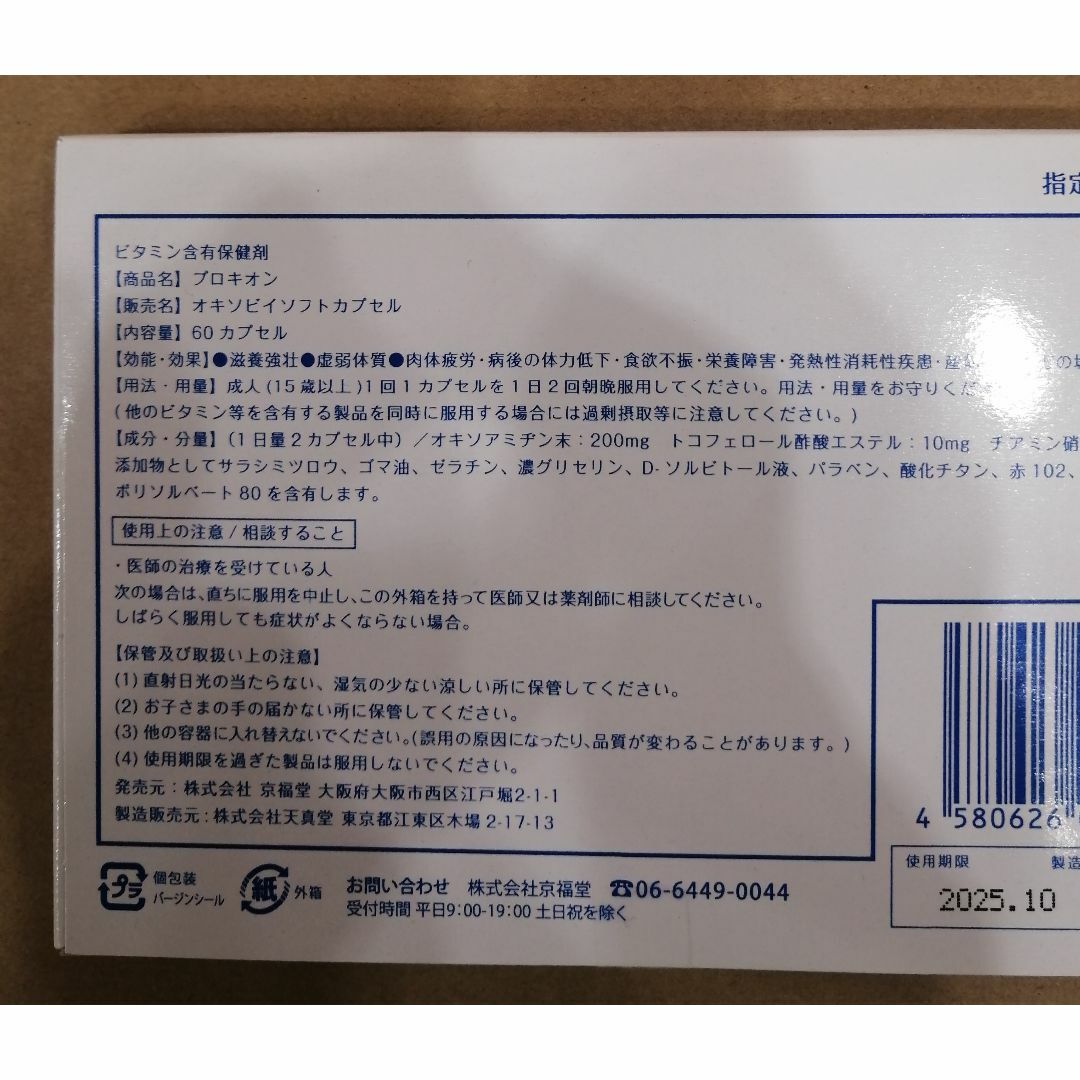 指定
ビタミン含有保健剤
【商品名】プロキオン
【販売名】オキソビイソフトカプセル
【内容量】60カプセル
【効能・効果】●滋養強壮●虚弱体質●肉体疲労・病後の体力低下・食欲不振・栄養障害・発熱性消耗性疾患・産
【用法・用量】成人(15歳以上)1回1カプセルを1日2回朝晩服用してください。用法・用量をお守りくだ
(他のビタミン等を含有する製品を同時に服用する場合には過剰摂取等に注意してください。)
【成分・分量】(1日量2カプセル中)／オキソアミヂン末：200mg トコフェロール酢酸エステル：10mg チアミン硝
添加物としてサラシミツロウ、ゴマ油、ゼラチン、濃グリセリン、D-ソルビトール液、パラベン、酸化チタン、赤102、
ポリソルベート80を含有します。
使用上の注意/相談すること
・医師の治療を受けている人
次の場合は、直ちに服用を中止し、この外箱を持って医師又は薬剤師に相談してください。
しばらく服用しても症状がよくならない場合。
【保管及び取扱い上の注意】
(1)直射日光の当たらない、湿気の少ない涼しい所に保管してください。
(2)お子さまの手の届かない所に保管してください。
(3)他の容器に入れ替えないでください。(誤用の原因になったり、品質が変わることがあります。)
(4)使用期限を過ぎた製品は服用しないでください。
発売元：株式会社 京福堂 大阪府大阪市西区江戸堀2-1-1
製造販売元：株式会社天真堂 東京都江東区木場2-17-13
4 580626
使用期限 製造
2025.10
プラ 個包装
バージンシール
紙 外箱
お問い合わせ 株式会社京福堂 ☎06-6449-0044
受付時間 平日9:00-19:00 土日祝を除く